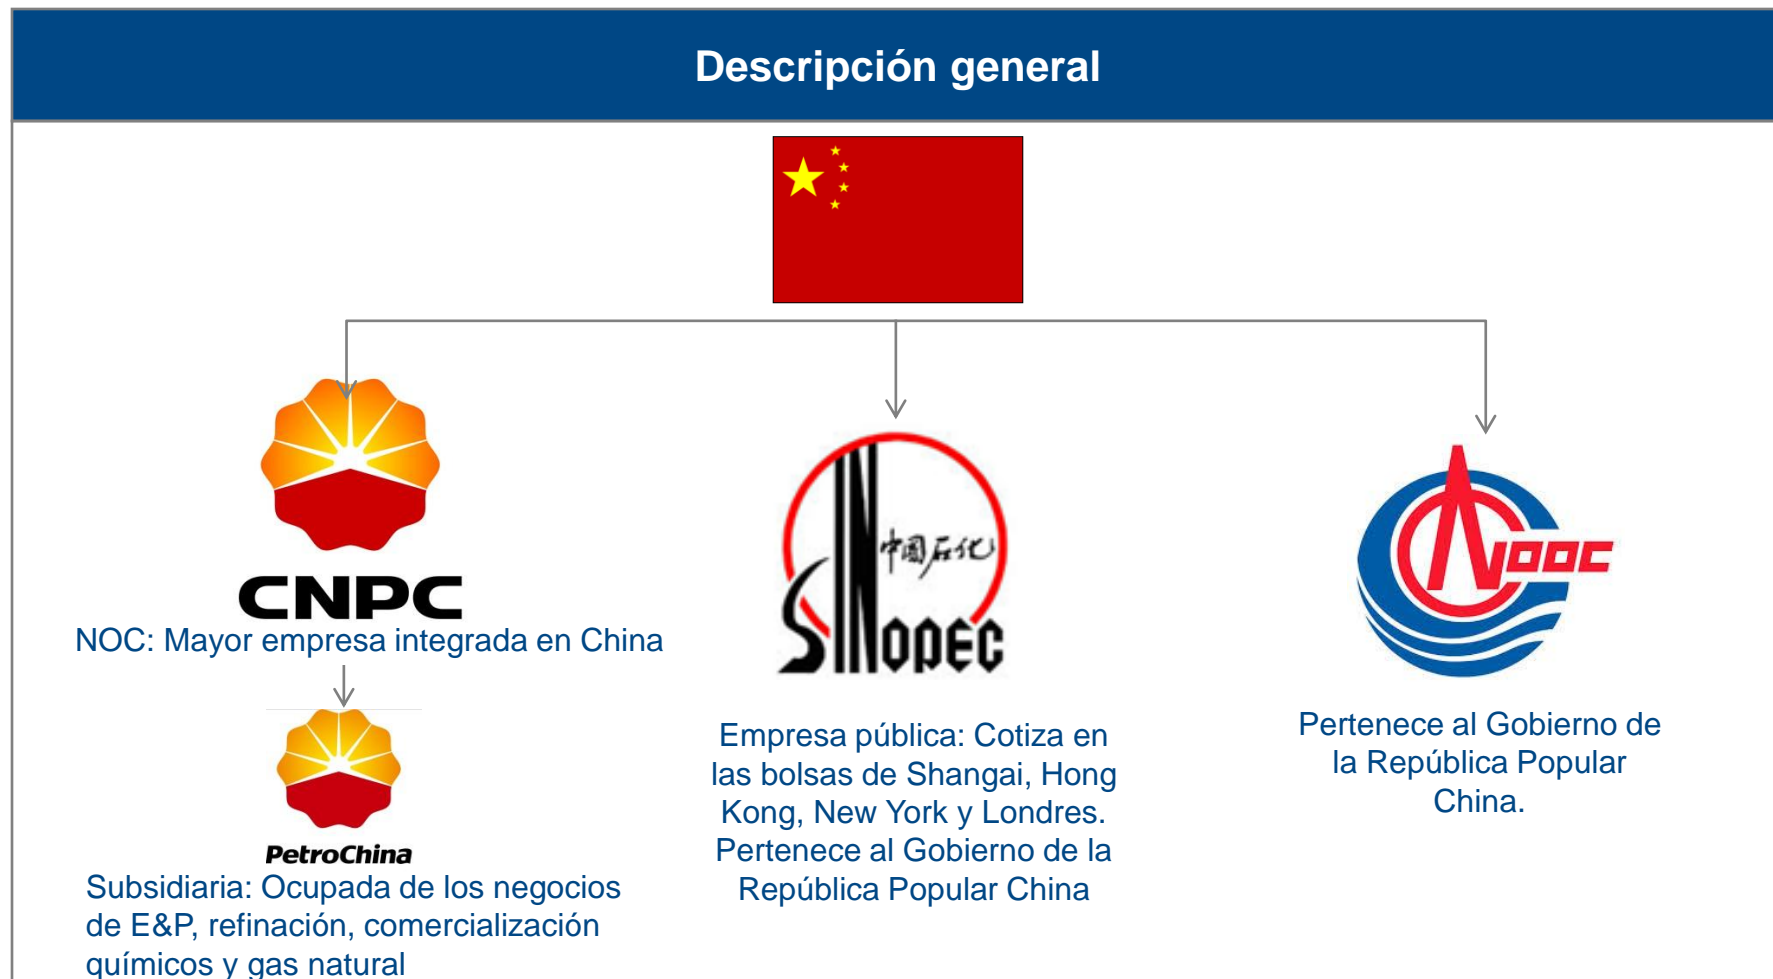 Descripción general
CNPC
NOC: Mayor empresa integrada en China
PetroChina
Subsidiaria: Ocupada de los negocios
de E&P, refinación, comercialización
químicos y gas natural
中国石化
SINOPEC
Empresa pública: Cotiza en
las bolsas de Shangai, Hong
Kong, New York y Londres.
Pertenece al Gobierno de la
República Popular China
CNOOC
Pertenece al Gobierno de
la República Popular
China.